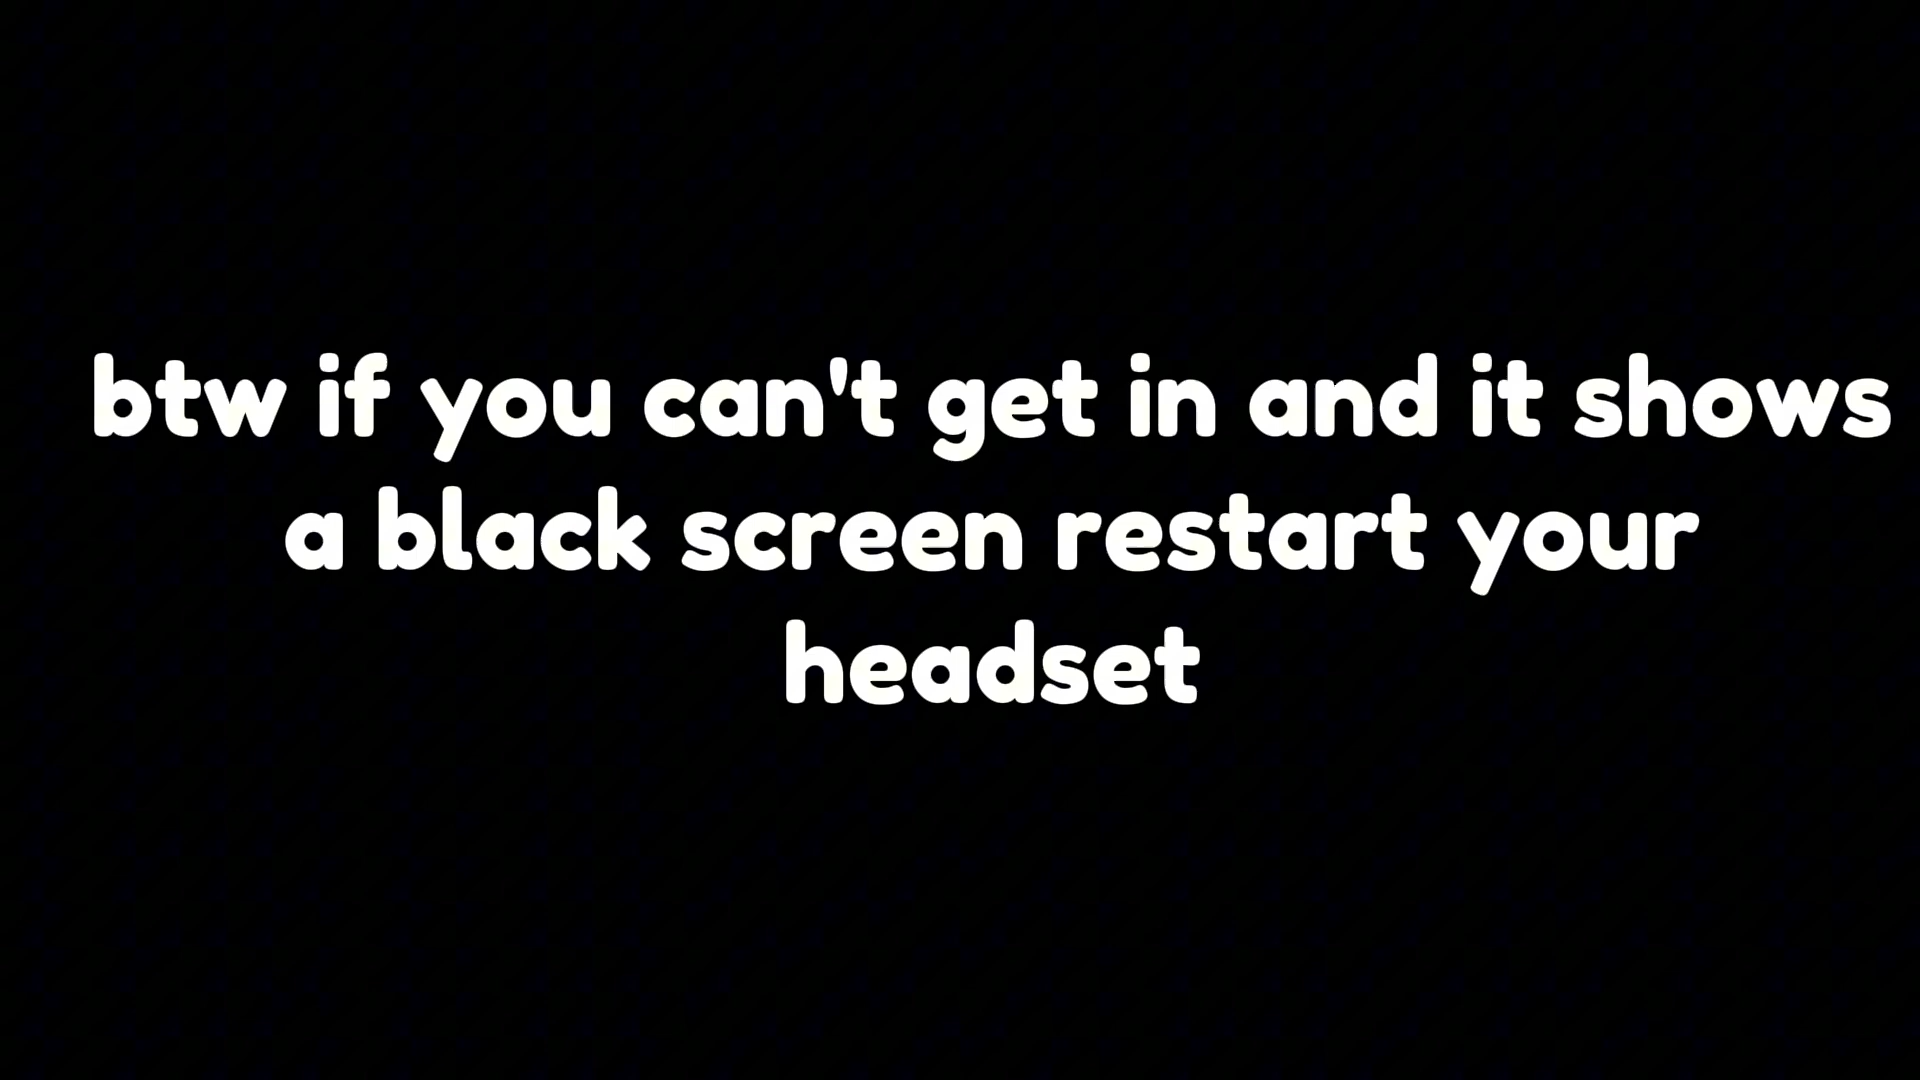 btw if you can't get in and it shows
a black screen restart your
headset